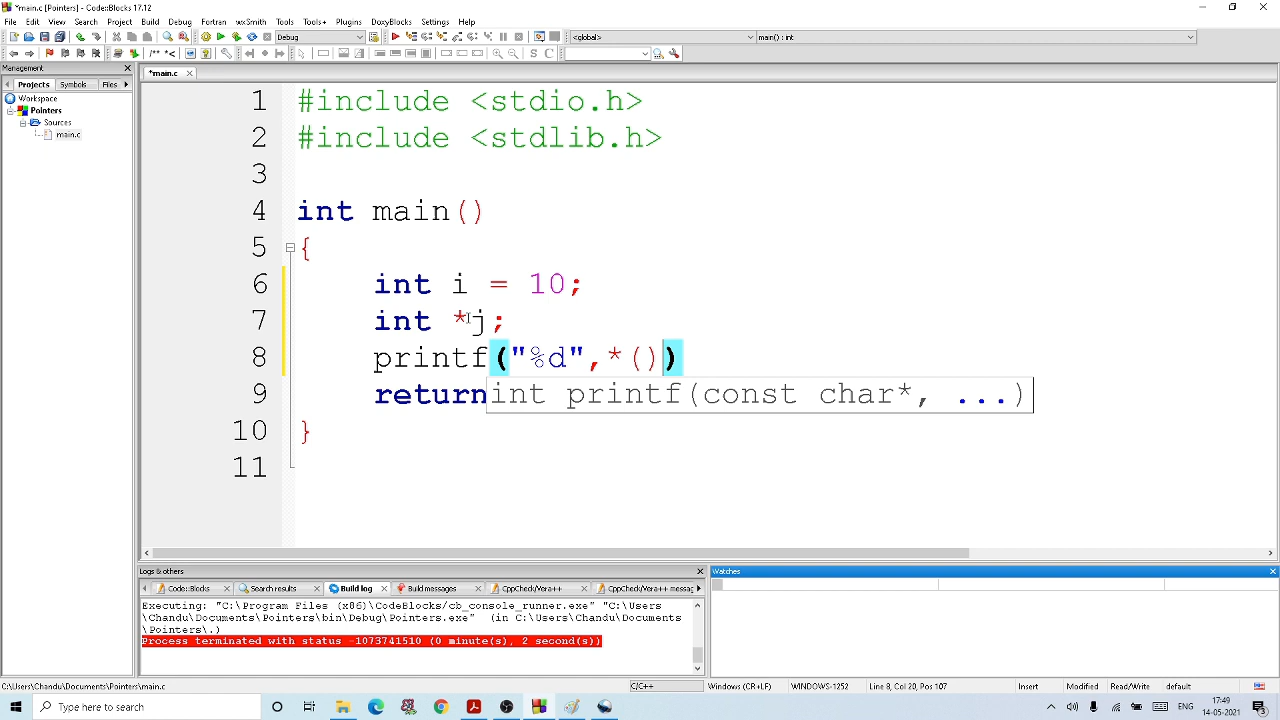 *main.c [Pointers] - Code::Blocks 17.12
File Edit View Search Project Build Debug Fortran wxSmith Tools Tools+ Plugins DoxyBlocks Settings Help
Debug <global> main() : int
/** *< S C
Management
Projects Symbols Files
*main.c
Workspace
Pointers
Sources
main.c
1 #include <stdio.h>
2 #include <stdlib.h>
3
4 int main()
5 {
6 int i = 10;
7 int *j;
8 printf("%d",*())
9 return
int printf(const char*, ...)
10 }
11
Logs & others
Code::Blocks Search results Build log Build messages CppCheck/Vera++ CppCheck/Vera++ messag
Executing: "C:\Program Files (x86)\CodeBlocks/cb_console_runner.exe" "C:\Users
\Chandu\Documents\Pointers\bin\Debug\Pointers.exe" (in C:\Users\Chandu\Documents
\Pointers\.)
Process terminated with status -1073741510 (0 minute(s), 2 second(s))
Watches
C:\Users\Chandu\Documents\Pointers\main.c C/C++ Windows (CR+LF) WINDOWS-1252 Line 8, Col 20, Pos 107 Insert Modified Read/Write default
Type here to search
ENG
17:49
14-05-2021
3